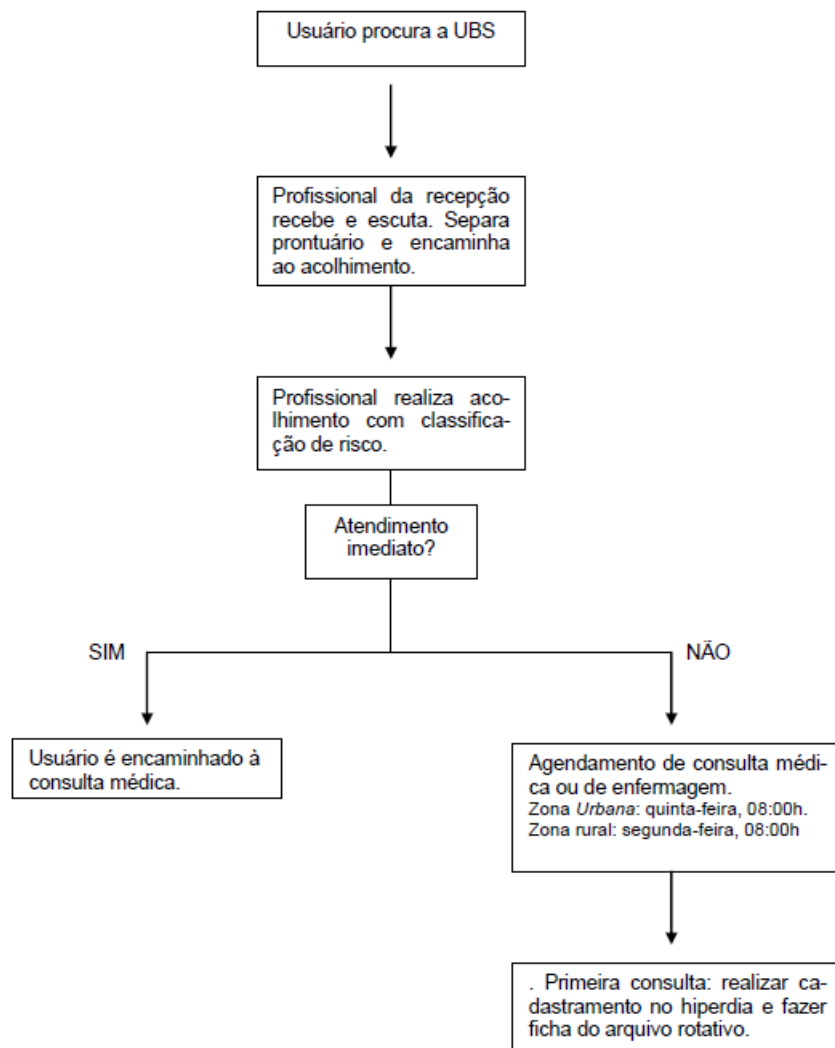 Usuário procura a UBS
Profissional da recepção
recebe e escuta. Separa
prontuário e encaminha
ao acolhimento.
Profissional realiza aco-
lhimento com classifica-
ção de risco.
Atendimento
imediato?
SIM
NÃO
Usuário é encaminhado à
consulta médica.
Agendamento de consulta médi-
ca ou de enfermagem.
Zona Urbana: quinta-feira, 08:00h.
Zona rural: segunda-feira, 08:00h
. Primeira consulta: realizar ca-
dastramento no hiperdia e fazer
ficha do arquivo rotativo.